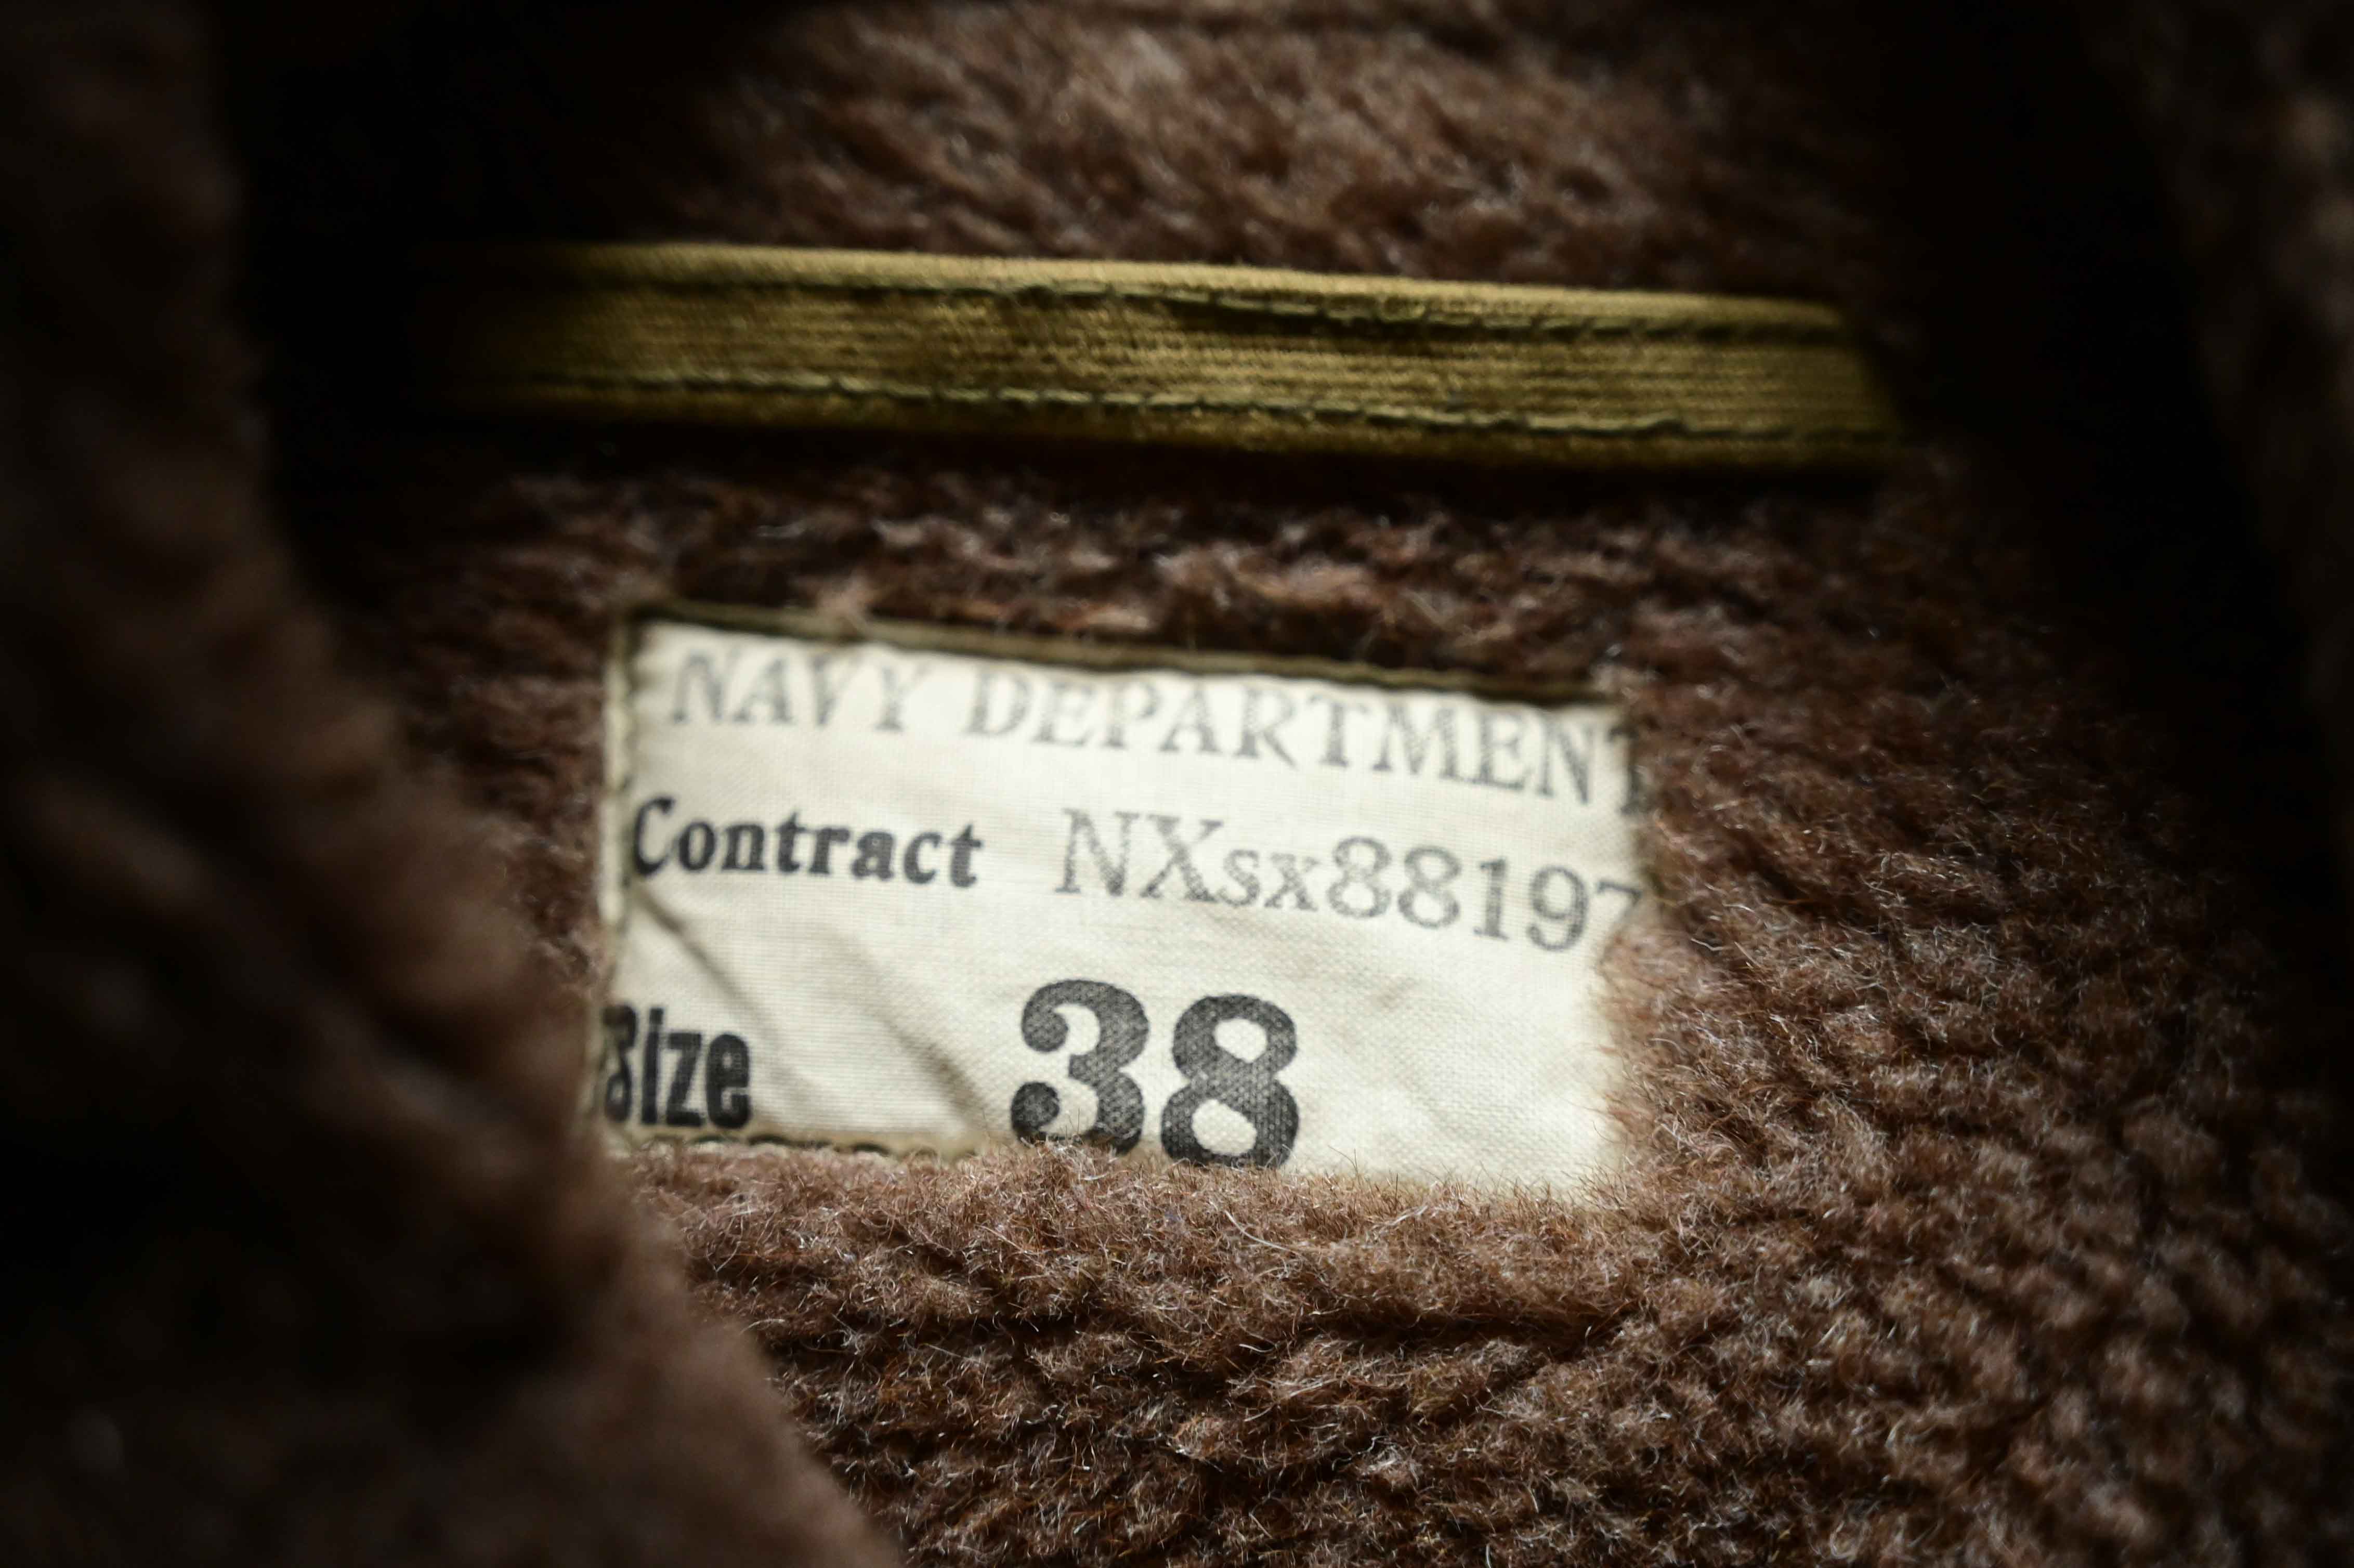 NAVY DEPARTMENT
Contract NXsx88197
Size 38